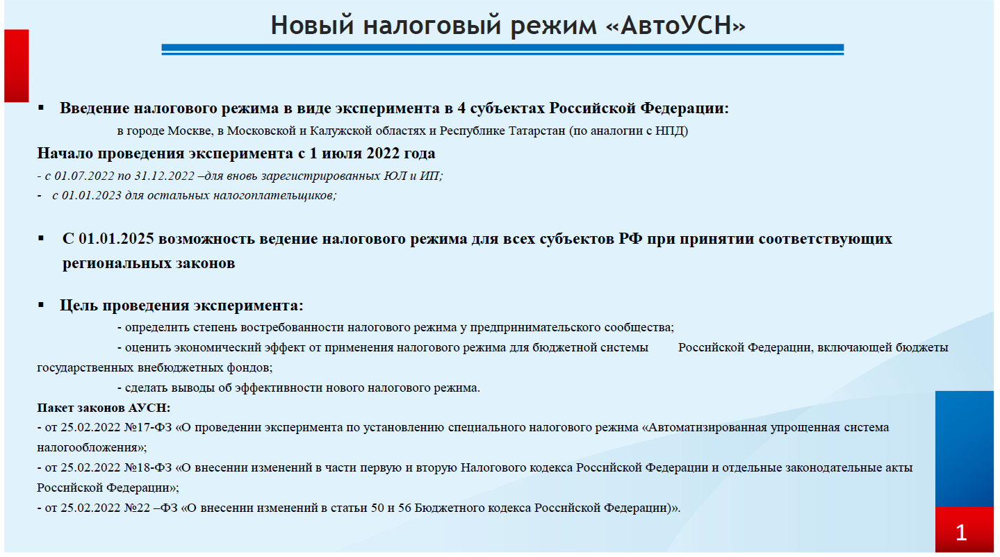 Новый налоговый режим «АвтоУСН»
▪ Введение налогового режима в виде эксперимента в 4 субъектах Российской Федерации:
в городе Москве, в Московской и Калужской областях и Республике Татарстан (по аналогии с НПД)
Начало проведения эксперимента с 1 июля 2022 года
- с 01.07.2022 по 31.12.2022 –для вновь зарегистрированных ЮЛ и ИП;
- с 01.01.2023 для остальных налогоплательщиков;
▪ С 01.01.2025 возможность ведение налогового режима для всех субъектов РФ при принятии соответствующих
региональных законов
▪ Цель проведения эксперимента:
- определить степень востребованности налогового режима у предпринимательского сообщества;
- оценить экономический эффект от применения налогового режима для бюджетной системы Российской Федерации, включающей бюджеты
государственных внебюджетных фондов;
- сделать выводы об эффективности нового налогового режима.
Пакет законов АУСН:
- от 25.02.2022 №17-ФЗ «О проведении эксперимента по установлению специального налогового режима «Автоматизированная упрощенная система
налогообложения»;
- от 25.02.2022 №18-ФЗ «О внесении изменений в части первую и вторую Налогового кодекса Российской Федерации и отдельные законодательные акты
Российской Федерации»;
- от 25.02.2022 №22 –ФЗ «О внесении изменений в статьи 50 и 56 Бюджетного кодекса Российской Федерации)».
1